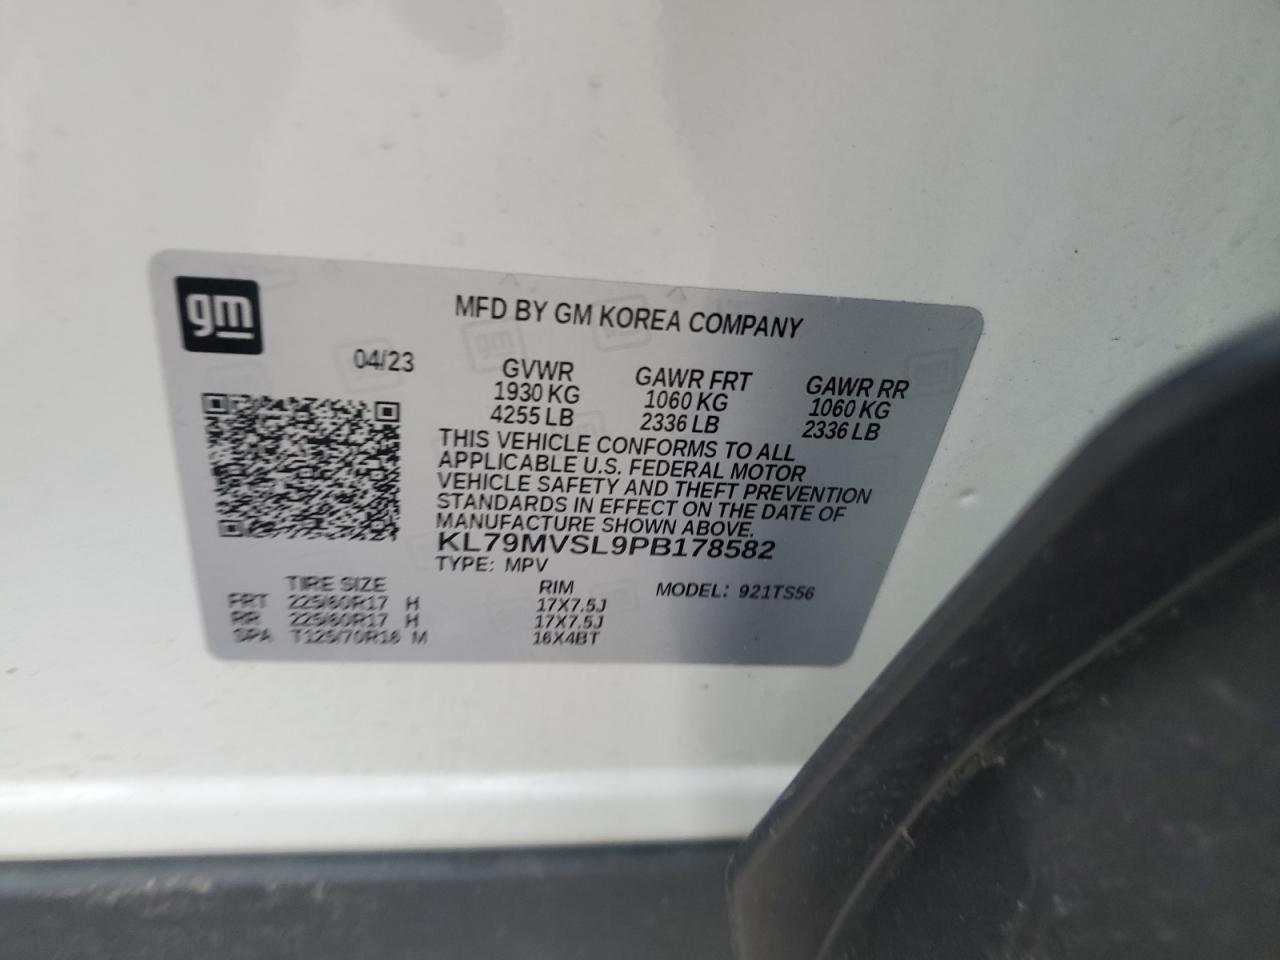 gm
MFD BY GM KOREA COMPANY
04/23
GVWR GAWR FRT GAWR RR
1930 KG 1060 KG 1060 KG
4255 LB 2336 LB 2336 LB
THIS VEHICLE CONFORMS TO ALL
APPLICABLE U.S. FEDERAL MOTOR
VEHICLE SAFETY AND THEFT PREVENTION
STANDARDS IN EFFECT ON THE DATE OF
MANUFACTURE SHOWN ABOVE.
KL79MVSL9PB178582
TYPE: MPV
TIRE SIZE RIM MODEL: 921TS56
FRT 225/60R17 H 17X7.5J
RR 225/60R17 H 17X7.5J
SPA T125/70R16 M 16X4BT